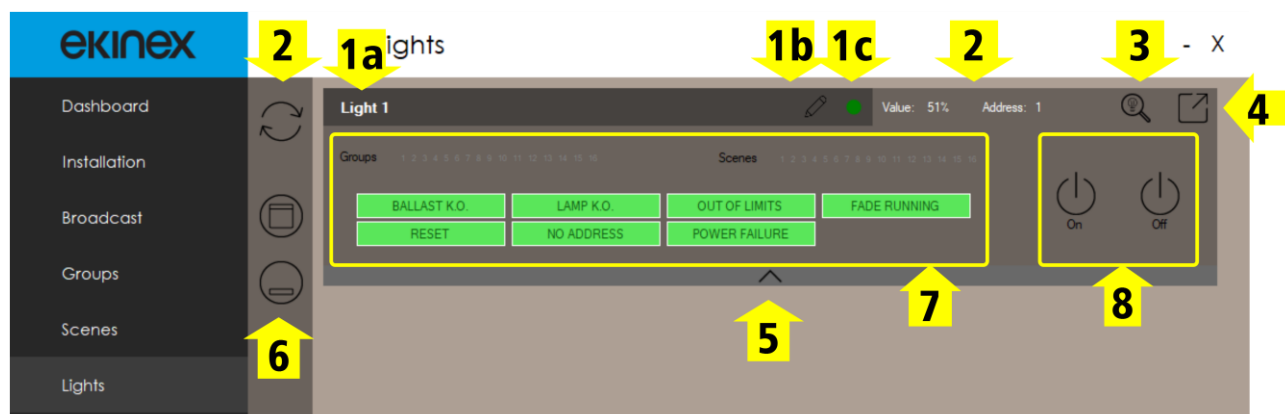 ekinex
2
1a
ights
1b
1c
2
3
- X
Dashboard
Light 1
Value: 51%
Address: 1
4
Installation
Groups 1 2 3 4 5 6 7 8 9 10 11 12 13 14 15 16
Scenes 1 2 3 4 5 6 7 8 9 10 11 12 13 14 15 16
BALLAST K.O.
LAMP K.O.
OUT OF LIMITS
FADE RUNNING
RESET
NO ADDRESS
POWER FAILURE
On
Off
Broadcast
Groups
7
8
5
Scenes
6
Lights